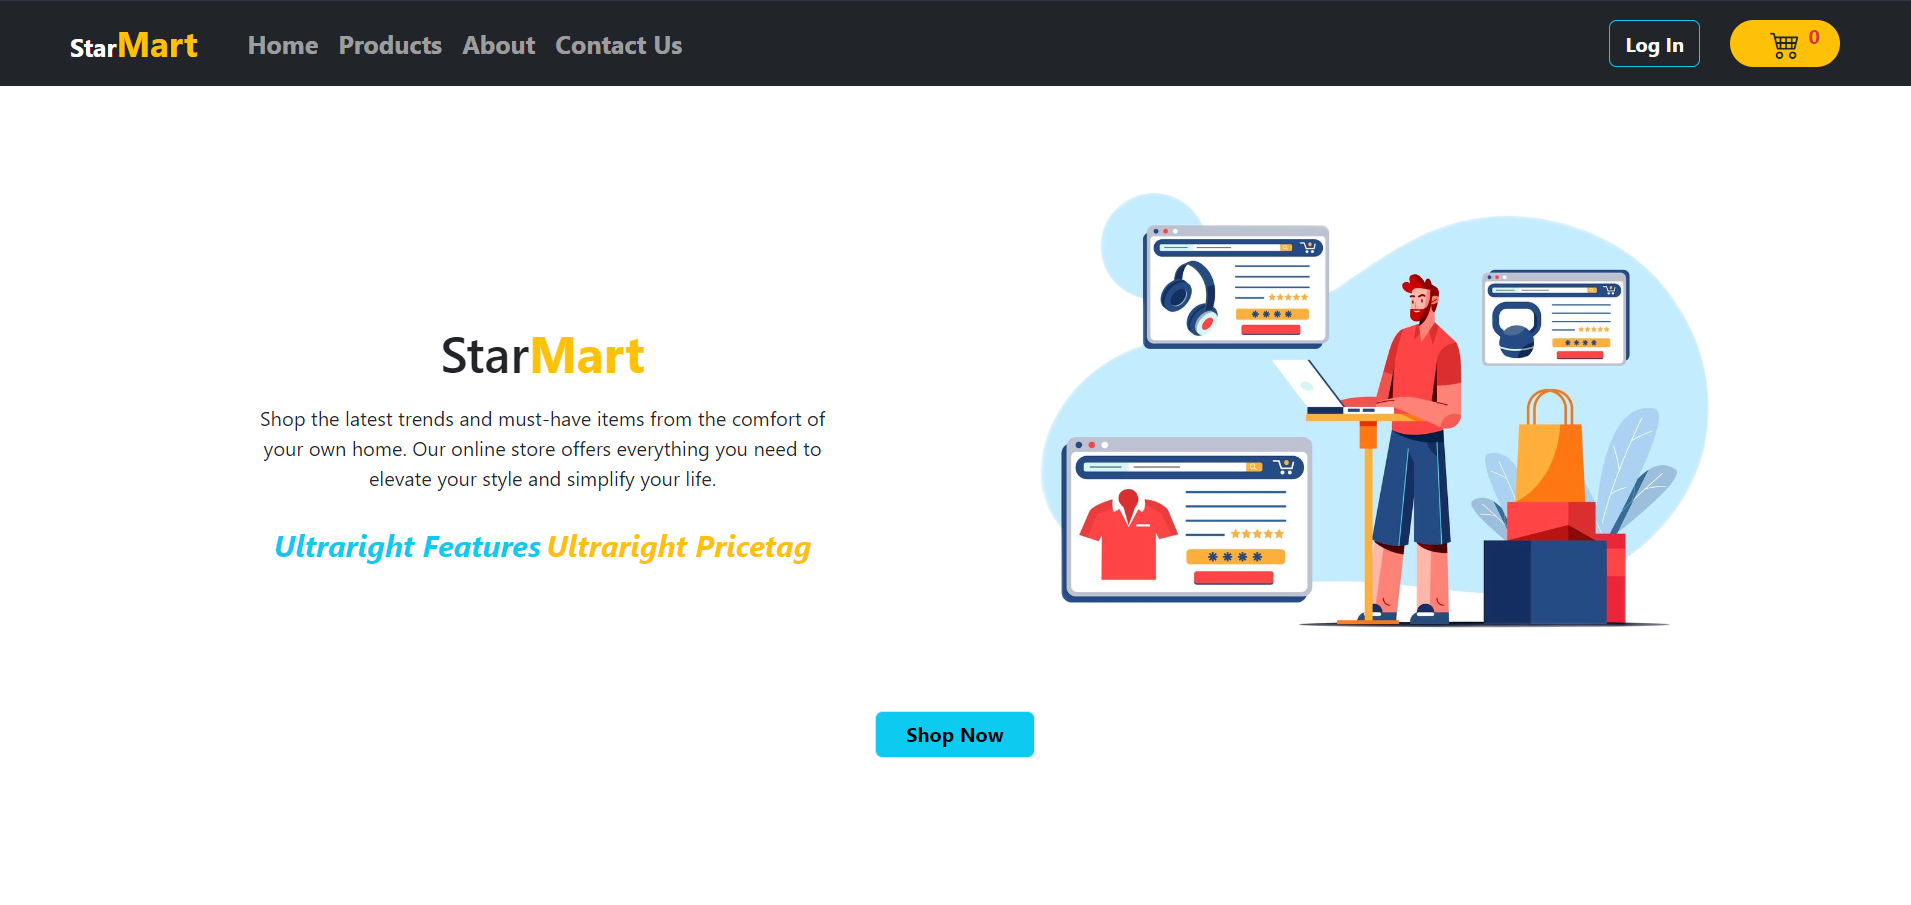 StarMart Home Products About Contact Us Log In 0
StarMart
Shop the latest trends and must-have items from the comfort of
your own home. Our online store offers everything you need to
elevate your style and simplify your life.
Ultraright Features Ultraright Pricetag
Shop Now